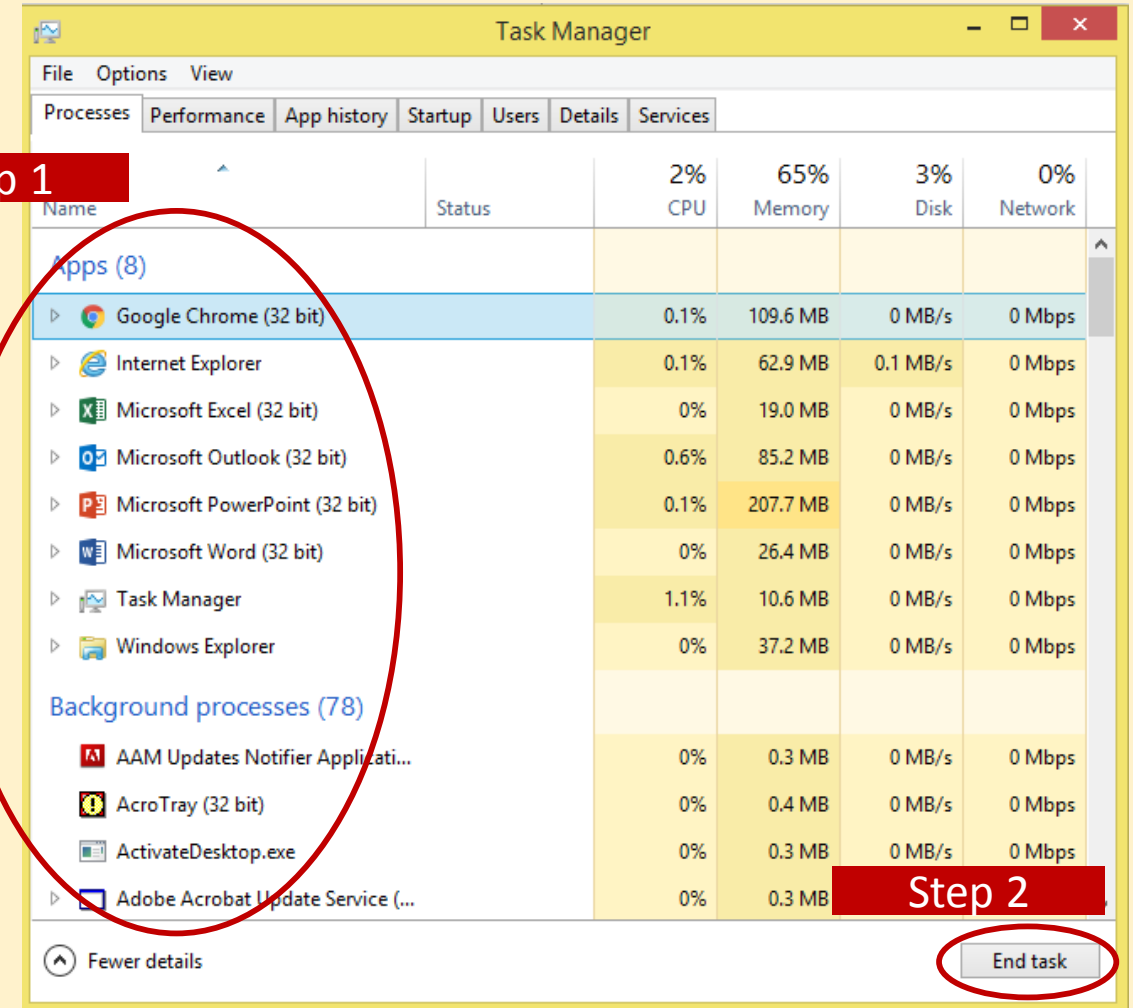 Task Manager
File Options View
Processes Performance App history Startup Users Details Services
p 1
2% 65% 3% 0%
Name Status CPU Memory Disk Network
Apps (8)
Google Chrome (32 bit) 0.1% 109.6 MB 0 MB/s 0 Mbps
Internet Explorer 0.1% 62.9 MB 0.1 MB/s 0 Mbps
Microsoft Excel (32 bit) 0% 19.0 MB 0 MB/s 0 Mbps
Microsoft Outlook (32 bit) 0.6% 85.2 MB 0 MB/s 0 Mbps
Microsoft PowerPoint (32 bit) 0.1% 207.7 MB 0 MB/s 0 Mbps
Microsoft Word (32 bit) 0% 26.4 MB 0 MB/s 0 Mbps
Task Manager 1.1% 10.6 MB 0 MB/s 0 Mbps
Windows Explorer 0% 37.2 MB 0 MB/s 0 Mbps
Background processes (78)
AAM Updates Notifier Applicati... 0% 0.3 MB 0 MB/s 0 Mbps
AcroTray (32 bit) 0% 0.4 MB 0 MB/s 0 Mbps
ActivateDesktop.exe 0% 0.3 MB 0 MB/s 0 Mbps
Adobe Acrobat Update Service (... 0% 0.3 MB
Step 2
Fewer details End task